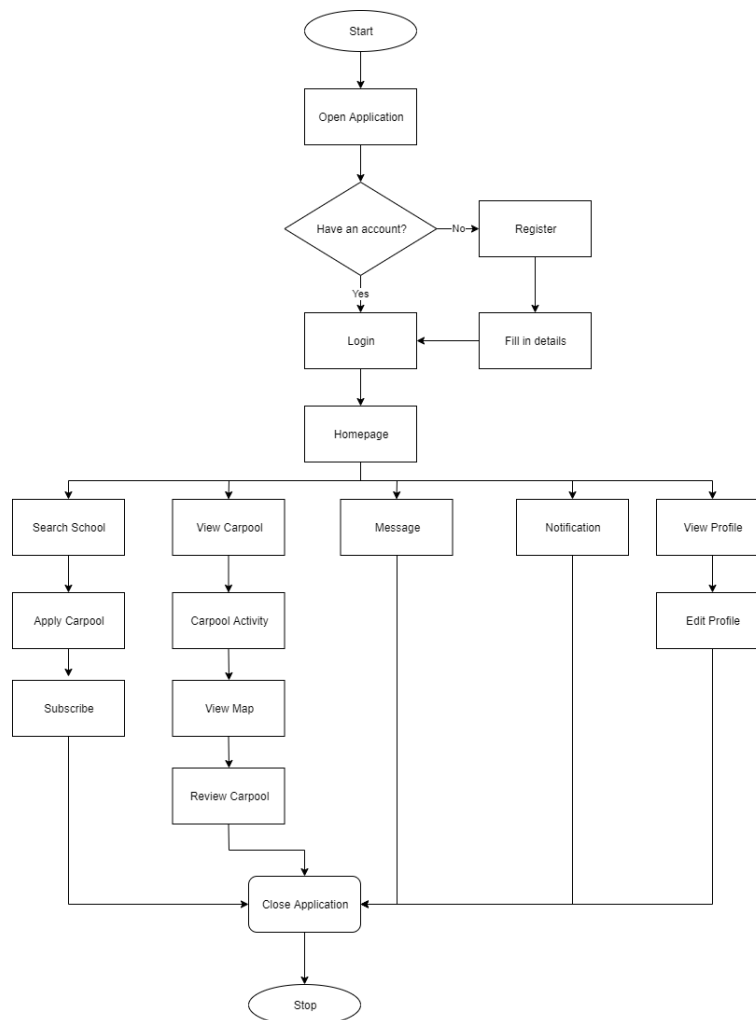 Start
Open Application
Have an account?
No
Register
Yes
Login
Fill in details
Homepage
Search School
View Carpool
Message
Notification
View Profile
Apply Carpool
Carpool Activity
Edit Profile
Subscribe
View Map
Review Carpool
Close Application
Stop